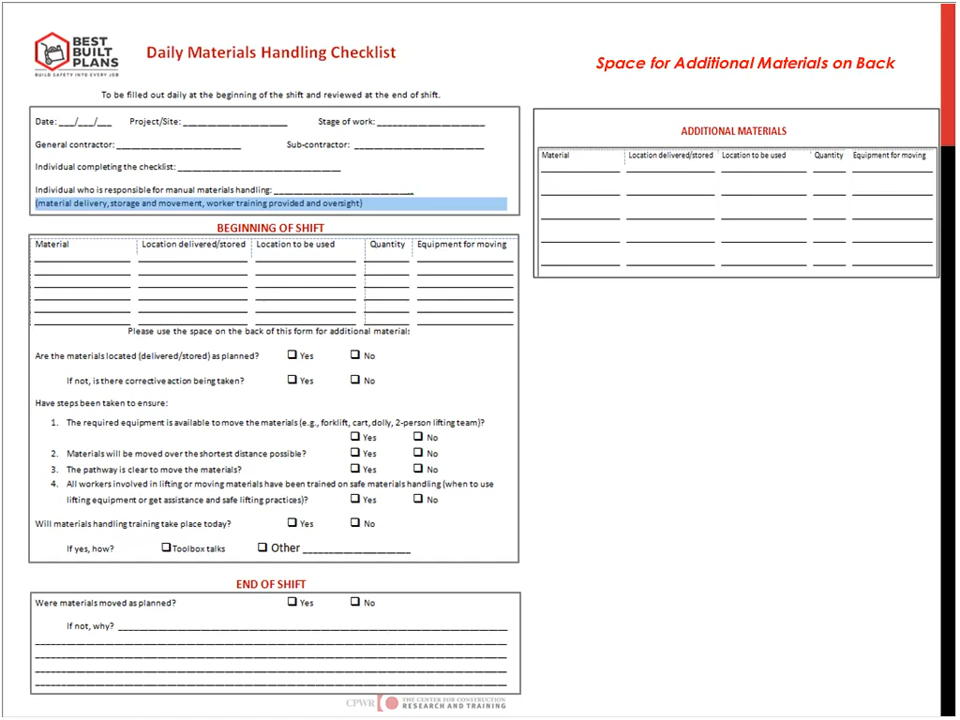 BEST
BUILT
PLANS
BUILD SAFETY INTO EVERY JOB
Daily Materials Handling Checklist
Space for Additional Materials on Back
To be filled out daily at the beginning of the shift and reviewed at the end of shift.
Date: ___/___/___ Project/Site: ______________________ Stage of work: ______________________
General contractor: __________________________ Sub-contractor: __________________________
Individual completing the checklist: __________________________________
Individual who is responsible for manual materials handling: _____________________________
(material delivery, storage and movement, worker training provided and oversight)
BEGINNING OF SHIFT
Material Location delivered/stored Location to be used Quantity Equipment for moving
Please use the space on the back of this form for additional material:
Are the materials located (delivered/stored) as planned? ❑ Yes ❑ No
If not, is there corrective action being taken? ❑ Yes ❑ No
Have steps been taken to ensure:
1. The required equipment is available to move the materials (e.g., forklift, cart, dolly, 2-person lifting team)?
❑ Yes ❑ No
2. Materials will be moved over the shortest distance possible? ❑ Yes ❑ No
3. The pathway is clear to move the materials? ❑ Yes ❑ No
4. All workers involved in lifting or moving materials have been trained on safe materials handling (when to use
lifting equipment or get assistance and safe lifting practices)? ❑ Yes ❑ No
Will materials handling training take place today? ❑ Yes ❑ No
If yes, how? ❑ Toolbox talks ❑ Other __________________
END OF SHIFT
Were materials moved as planned? ❑ Yes ❑ No
If not, why? ______________________________
CPWR THE CENTER FOR CONSTRUCTION
RESEARCH AND TRAINING
ADDITIONAL MATERIALS
Material Location delivered/stored Location to be used Quantity Equipment for moving